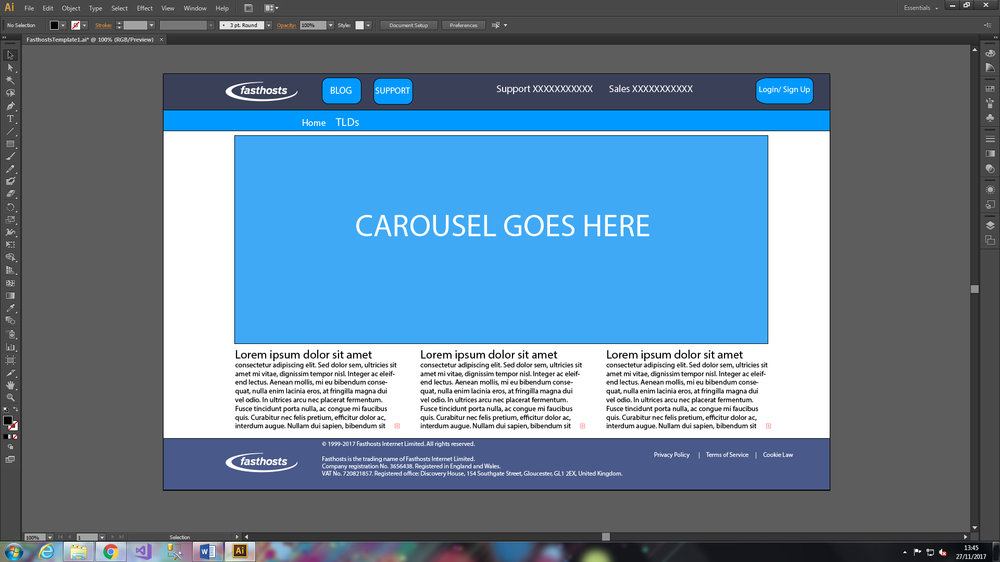 Ai File Edit Object Type Select Effect View Window Help Br Essentials
No Selection Stroke: 3 pt. Round Opacity: 100% Style: Document Setup Preferences
FasthostsTemplate1.ai* @ 100% (RGB/Preview) ×
fasthosts BLOG SUPPORT Support XXXXXXXXXXX Sales XXXXXXXXXXX Login/ Sign Up
Home TLDs
CAROUSEL GOES HERE
Lorem ipsum dolor sit amet
consectetur adipiscing elit. Sed dolor sem, ultricies sit
amet mi vitae, dignissim tempor nisl. Integer ac eleif-
end lectus. Aenean mollis, mi eu bibendum conse-
quat, nulla enim lacinia eros, at fringilla magna dui
vel odio. In ultrices arcu nec placerat fermentum.
Fusce tincidunt porta nulla, ac congue mi faucibus
quis. Curabitur nec felis pretium, efficitur dolor ac,
interdum augue. Nullam dui sapien, bibendum sit
Lorem ipsum dolor sit amet
consectetur adipiscing elit. Sed dolor sem, ultricies sit
amet mi vitae, dignissim tempor nisl. Integer ac eleif-
end lectus. Aenean mollis, mi eu bibendum conse-
quat, nulla enim lacinia eros, at fringilla magna dui
vel odio. In ultrices arcu nec placerat fermentum.
Fusce tincidunt porta nulla, ac congue mi faucibus
quis. Curabitur nec felis pretium, efficitur dolor ac,
interdum augue. Nullam dui sapien, bibendum sit
Lorem ipsum dolor sit amet
consectetur adipiscing elit. Sed dolor sem, ultricies sit
amet mi vitae, dignissim tempor nisl. Integer ac eleif-
end lectus. Aenean mollis, mi eu bibendum conse-
quat, nulla enim lacinia eros, at fringilla magna dui
vel odio. In ultrices arcu nec placerat fermentum.
Fusce tincidunt porta nulla, ac congue mi faucibus
quis. Curabitur nec felis pretium, efficitur dolor ac,
interdum augue. Nullam dui sapien, bibendum sit
fasthosts
© 1999-2017 Fasthosts Internet Limited. All rights reserved.
Fasthosts is the trading name of Fasthosts Internet Limited.
Company registration No. 3656438. Registered in England and Wales.
VAT No. 720821857. Registered office: Discovery House, 154 Southgate Street, Gloucester, GL1 2EX, United Kingdom.
Privacy Policy | Terms of Service | Cookie Law
100% 1 Selection
Ai
13:45
27/11/2017